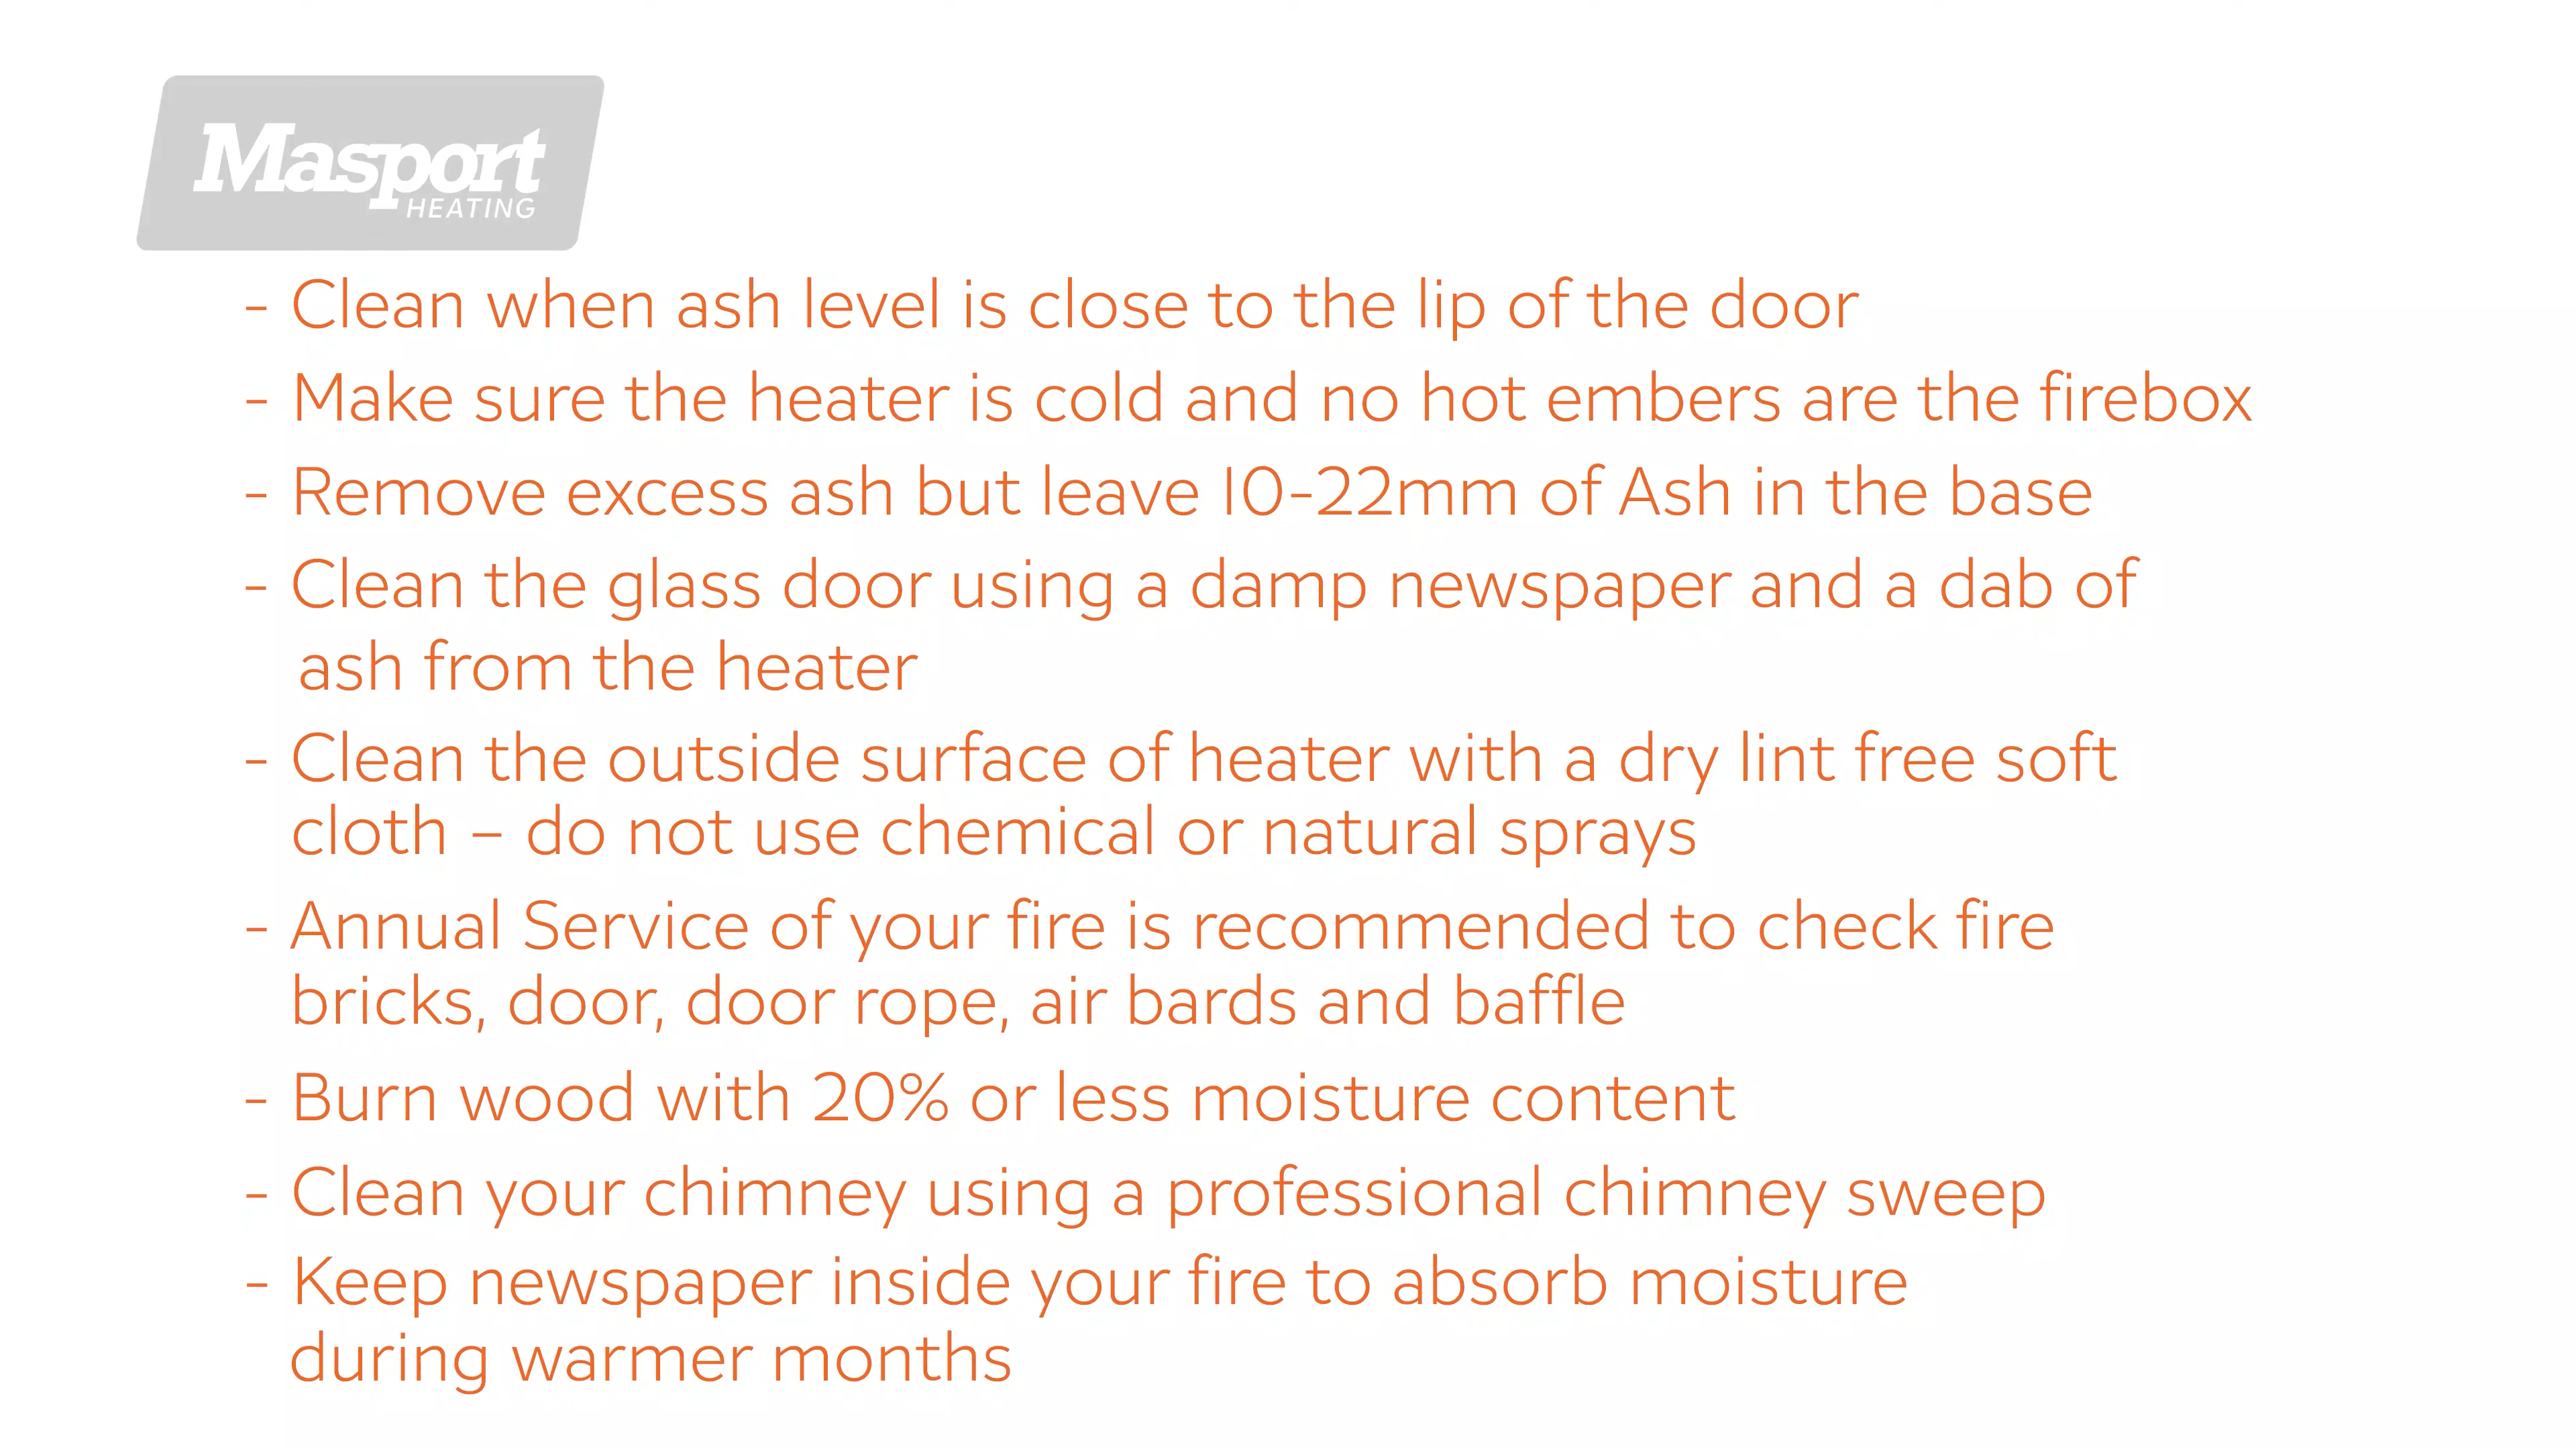 Masport
HEATING
- Clean when ash level is close to the lip of the door
- Make sure the heater is cold and no hot embers are the firebox
- Remove excess ash but leave 10-22mm of Ash in the base
- Clean the glass door using a damp newspaper and a dab of
ash from the heater
- Clean the outside surface of heater with a dry lint free soft
cloth – do not use chemical or natural sprays
- Annual Service of your fire is recommended to check fire
bricks, door, door rope, air bards and baffle
- Burn wood with 20% or less moisture content
- Clean your chimney using a professional chimney sweep
- Keep newspaper inside your fire to absorb moisture
during warmer months